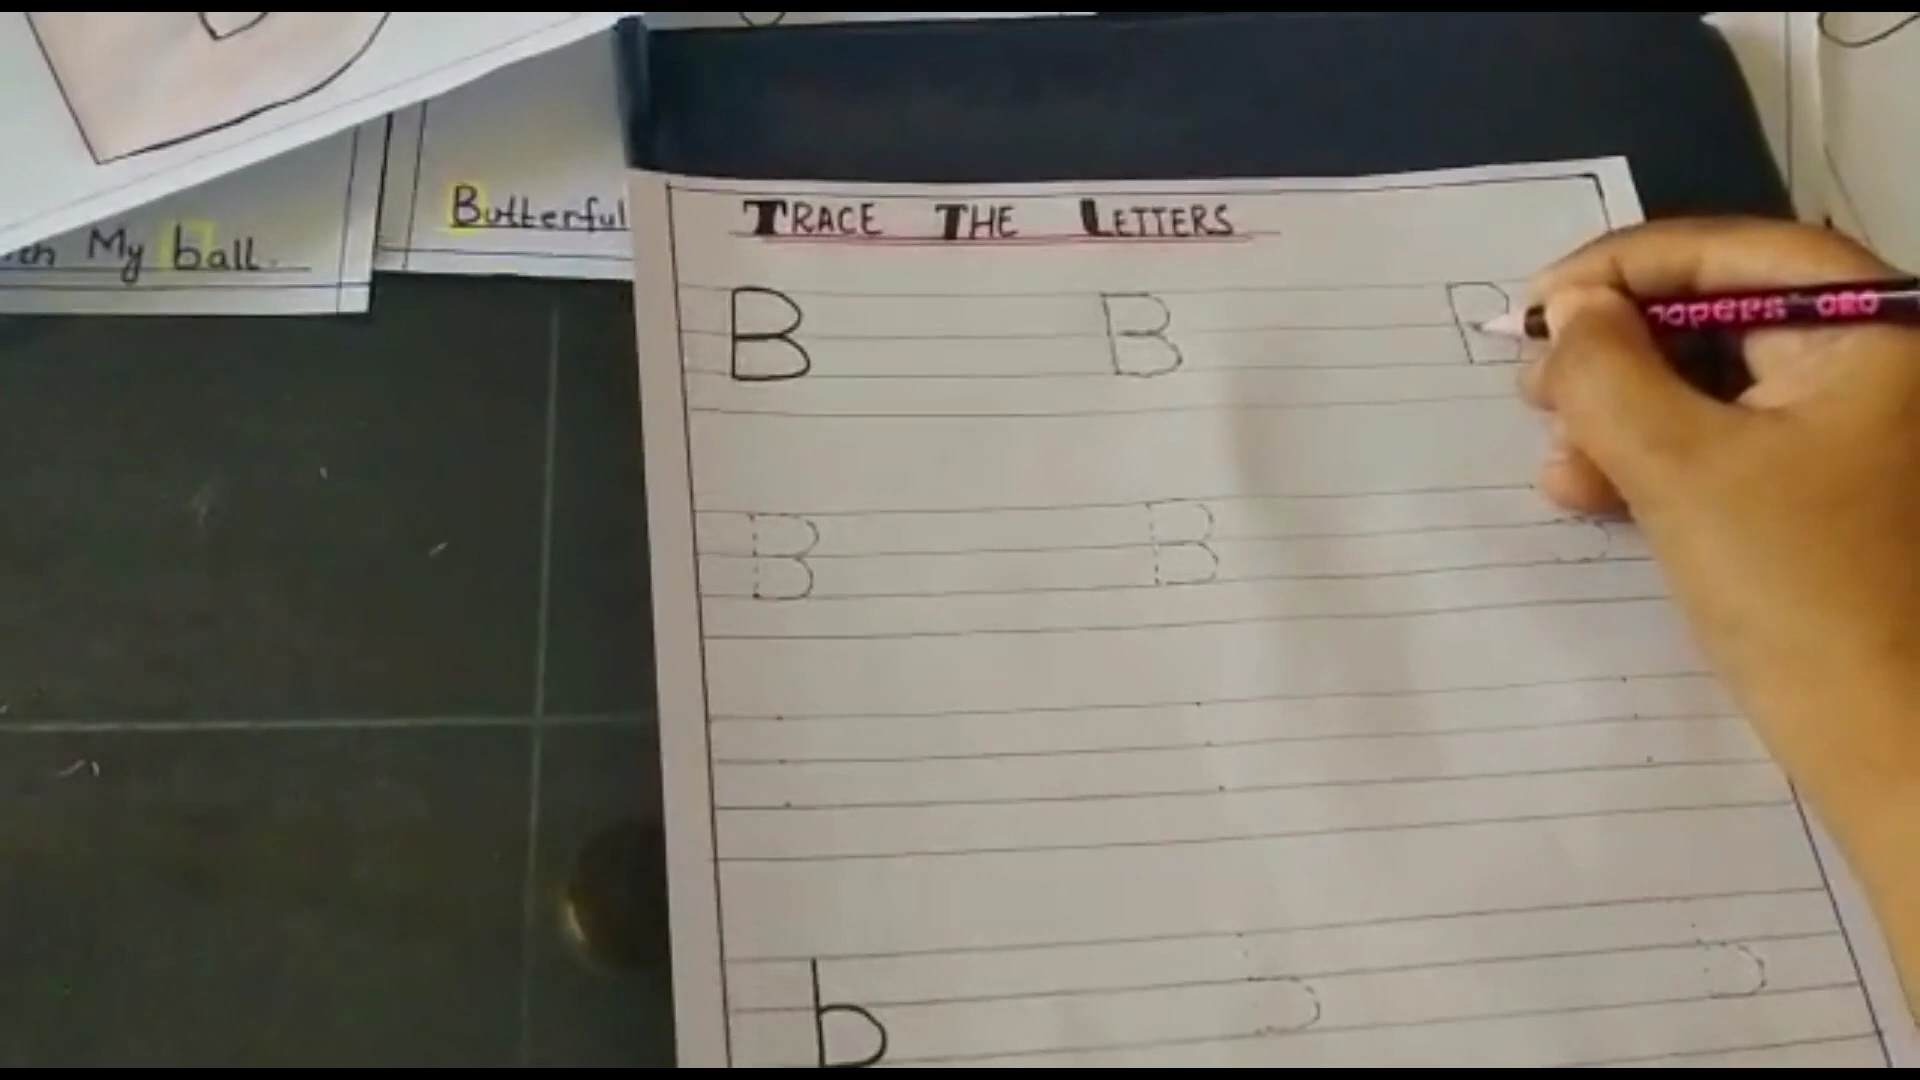 My ball.
Butterful
TRACE THE LETTERS
B B B
B B
b